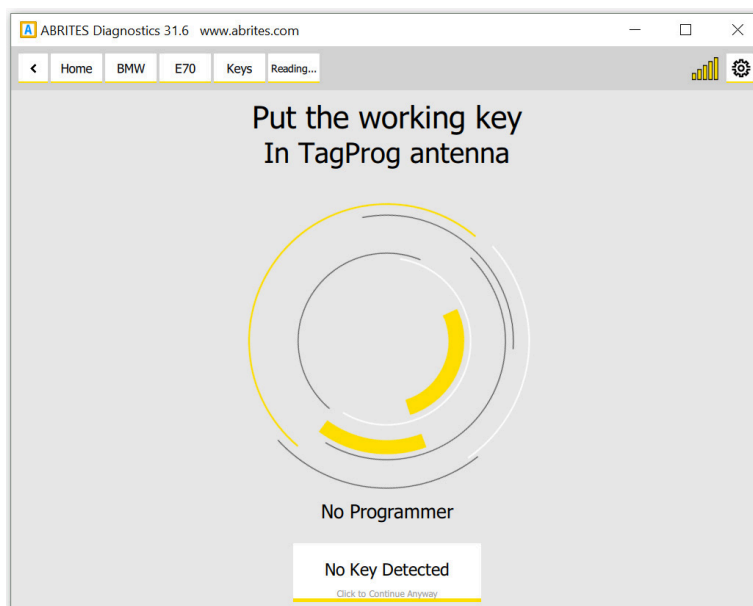 ABRITES Diagnostics 31.6 www.abrites.com
Home BMW E70 Keys Reading...
Put the working key
In TagProg antenna
No Programmer
No Key Detected
Click to Continue Anyway